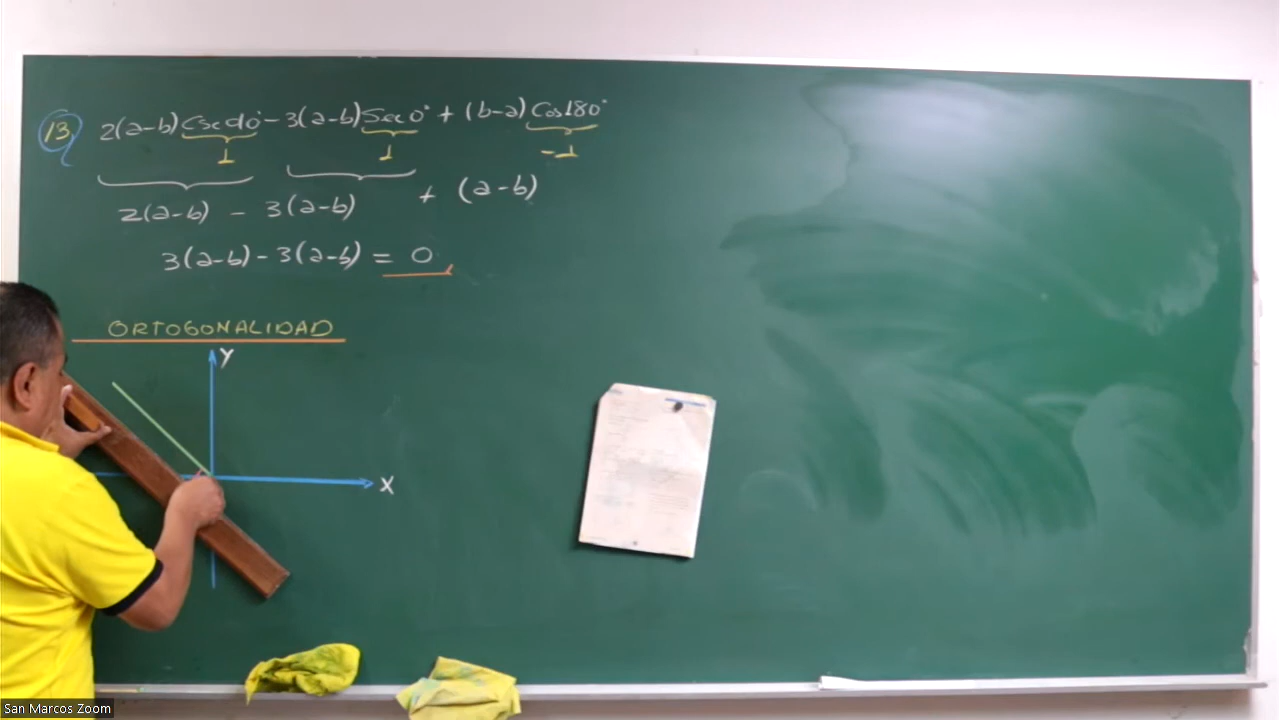 13 2(a-b)Csc90°-3(a-b)Sec0°+(b-a)Cos180°
1 1 -1
2(a-b) - 3(a-b) + (a-b)
3(a-b)-3(a-b) = 0
ORTOGONALIDAD
Y
X
San Marcos Zoom